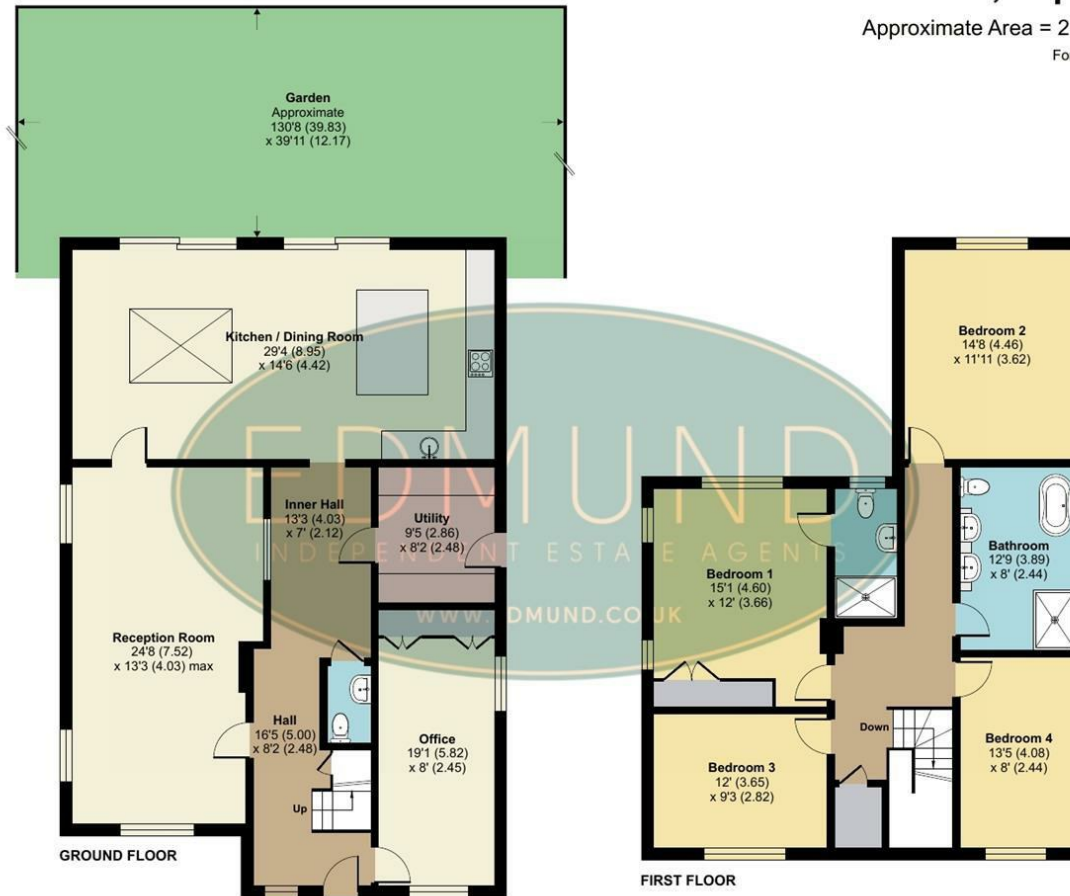 Approximate Area = 2
Garden
Approximate
130'8 (39.83)
x 39'11 (12.17)
Kitchen / Dining Room
29'4 (8.95)
x 14'6 (4.42)
Inner Hall
13'3 (4.03)
x 7' (2.12)
Utility
9'5 (2.86)
x 8'2 (2.48)
Reception Room
24'8 (7.52)
x 13'3 (4.03) max
Hall
16'5 (5.00)
x 8'2 (2.48)
Office
19'1 (5.82)
x 8' (2.45)
Up
GROUND FLOOR
Bedroom 2
14'8 (4.46)
x 11'11 (3.62)
Bedroom 1
15'1 (4.60)
x 12' (3.66)
Bathroom
12'9 (3.89)
x 8' (2.44)
Bedroom 3
12' (3.65)
x 9'3 (2.82)
Down
Bedroom 4
13'5 (4.08)
x 8' (2.44)
FIRST FLOOR
EDMUND
INDEPENDENT ESTATE AGENTS
WWW.EDMUND.CO.UK